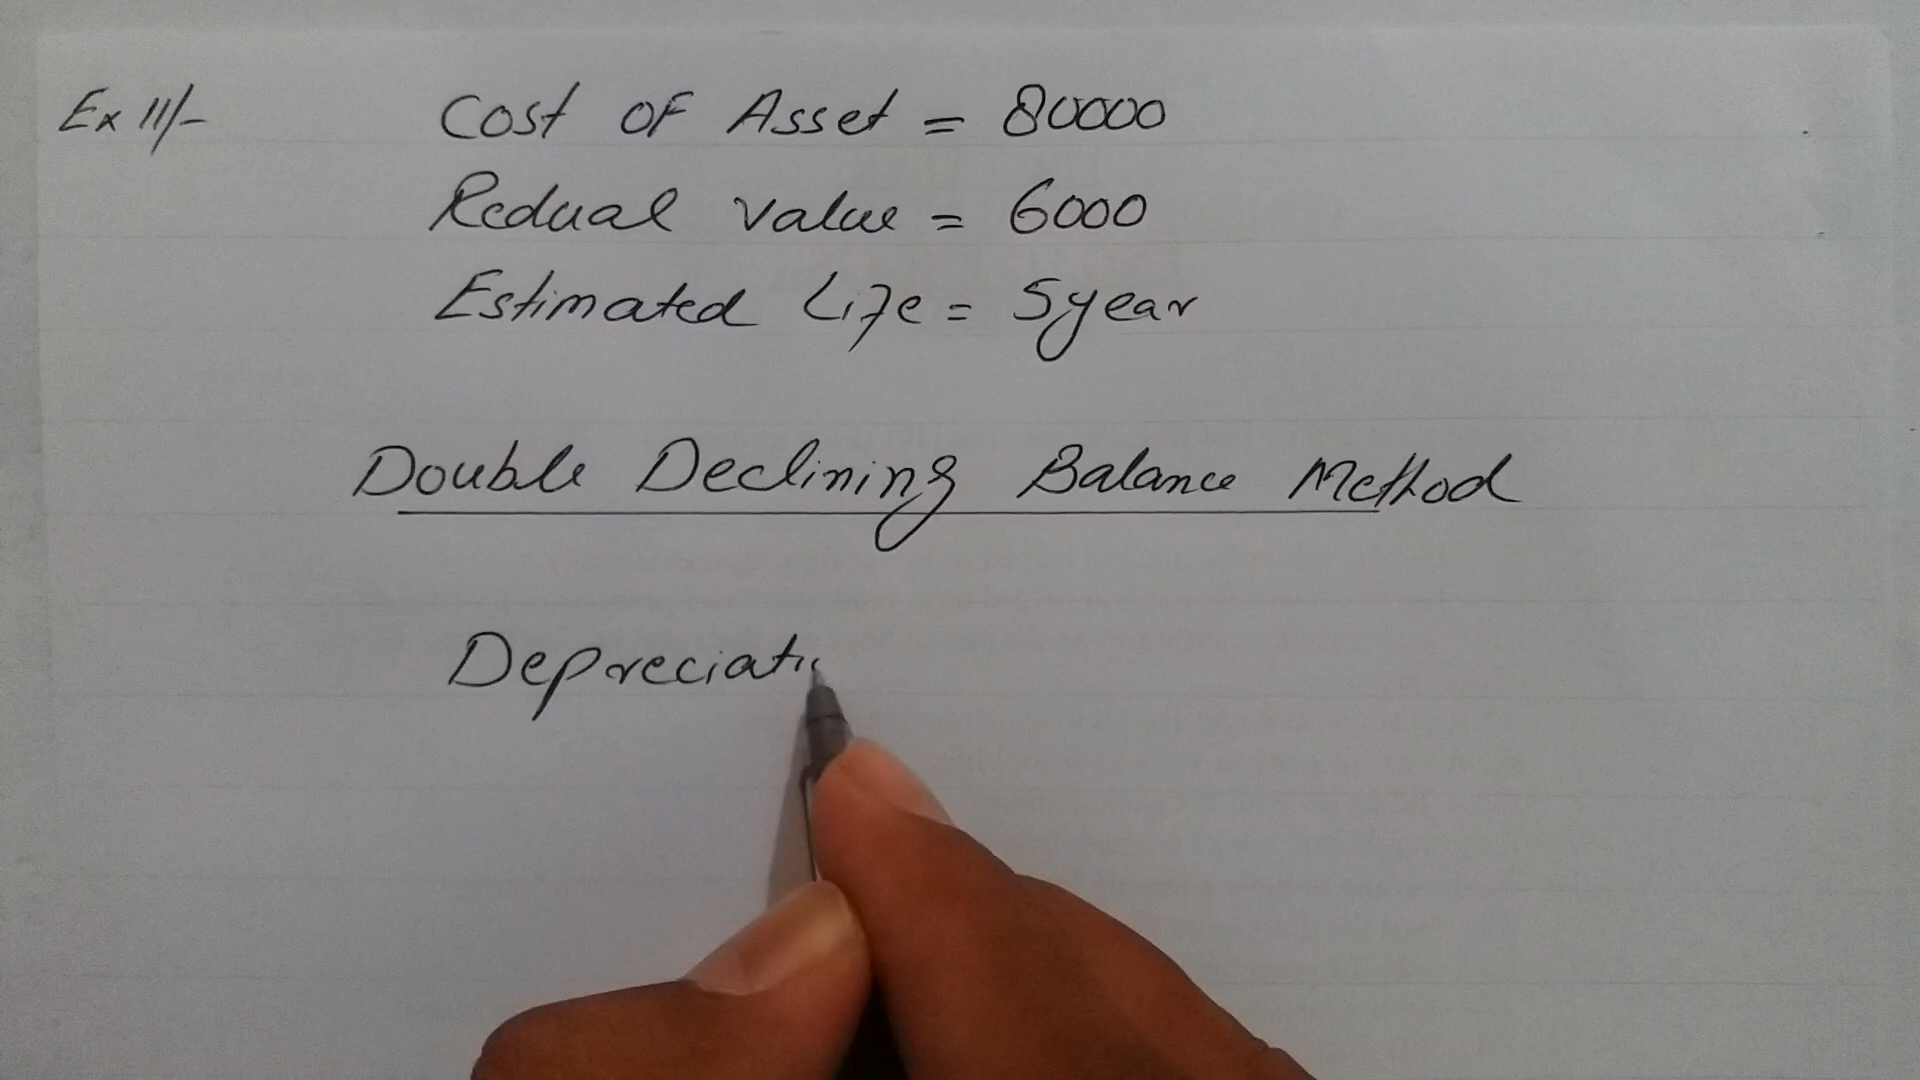 Ex 11/-
Cost of Asset = 80000
Redual value = 6000
Estimated Life = 5year
Double Declining Balance Method
Depreciati